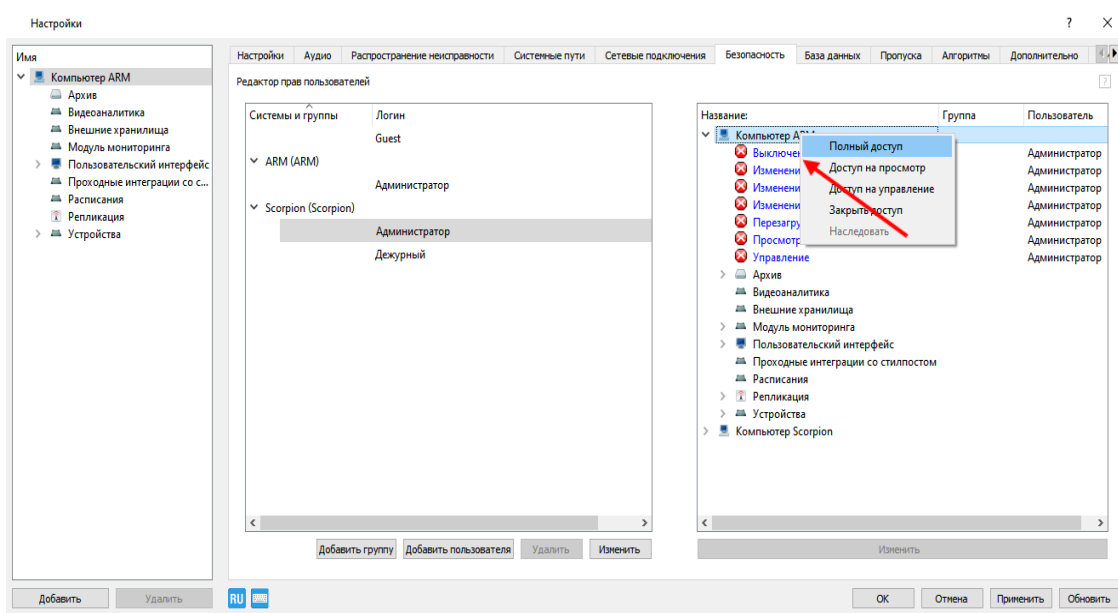 Настройки
?
Имя
Компьютер ARM
Архив
Видеоаналитика
Внешние хранилища
Модуль мониторинга
Пользовательский интерфейс
Проходные интеграции со с...
Расписания
Репликация
Устройства
Настройки Аудио Распространение неисправности Системные пути Сетевые подключения Безопасность База данных Пропуска Алгоритмы Дополнительно
Редактор прав пользователей
?
Системы и группы Логин
Guest
ARM (ARM)
Администратор
Scorpion (Scorpion)
Администратор
Дежурный
Название: Группа Пользователь
Компьютер
Администратор
Администратор
Администратор
Администратор
Администратор
Администратор
Управление Администратор
Архив
Видеоаналитика
Внешние хранилища
Модуль мониторинга
Пользовательский интерфейс
Проходные интеграции со стилпостом
Расписания
Репликация
Устройства
Компьютер Scorpion
Полный доступ
Доступ на просмотр
Доступ на управление
Закрыть доступ
Наследовать
Добавить группу Добавить пользователя Удалить Изменить
Изменить
Добавить Удалить RU ОК Отмена Применить Обновить